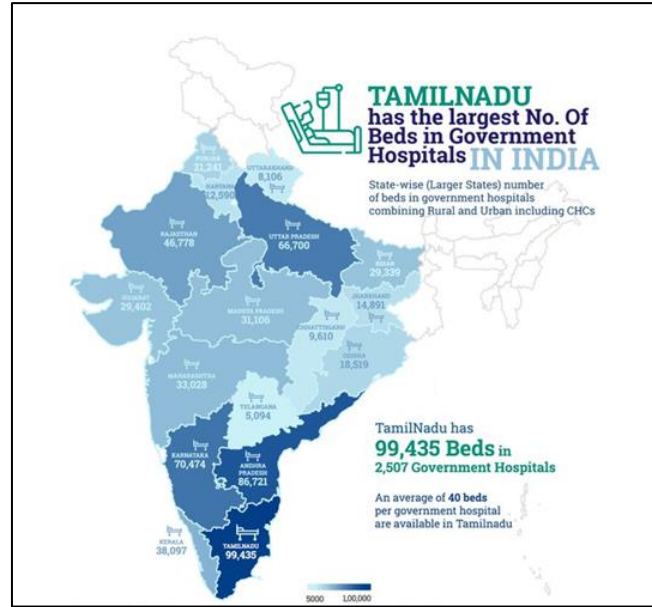 TAMILNADU
has the largest No. Of
Beds in Government
Hospitals IN INDIA
State-wise (Larger States) number
of beds in government hospitals
combining Rural and Urban including CHCs
PUNJAB
21,241
UTTARAKHAND
8,106
HARYANA
12,590
RAJASTHAN
46,778
UTTAR PRADESH
66,700
BIHAR
29,339
JHARKHAND
14,891
GUJARAT
29,402
MADHYA PRADESH
31,106
CHHATTISGARH
9,610
ODISHA
18,519
MAHARASHTRA
33,028
TELANGANA
5,094
KARNATAKA
70,474
ANDHRA
PRADESH
86,721
KERALA
38,097
TAMILNADU
99,435
TamilNadu has
99,435 Beds in
2,507 Government Hospitals
An average of 40 beds
per government hospital
are available in Tamilnadu
5000 1,00,000